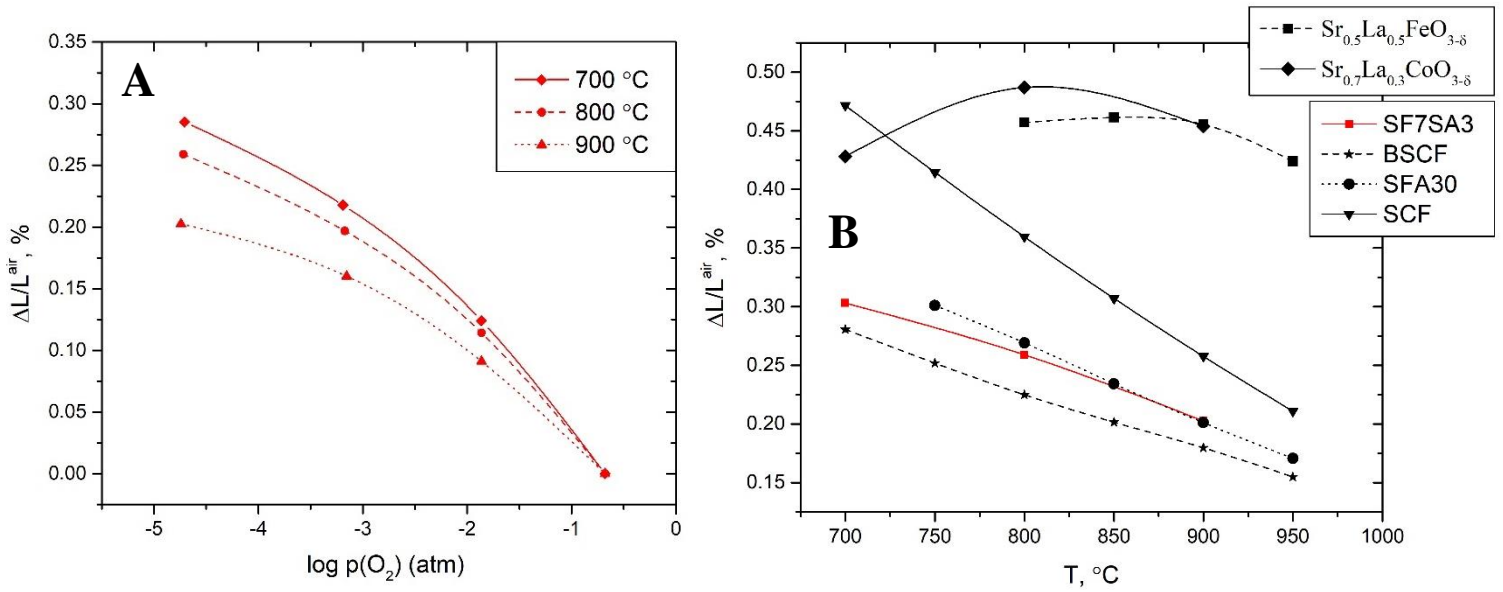 A
700 °C
800 °C
900 °C
0.35
0.30
0.25
0.20
0.15
0.10
0.05
0.00
ΔL/L^air, %
-5
-4
-3
-2
-1
0
log p(O₂) (atm)
B
Sr₀.₅La₀.₅FeO₃₋δ
Sr₀.₇La₀.₃CoO₃₋δ
SF7SA3
BSCF
SFA30
SCF
0.50
0.45
0.40
0.35
0.30
0.25
0.20
0.15
ΔL/L^air, %
700
750
800
850
900
950
1000
T, °C